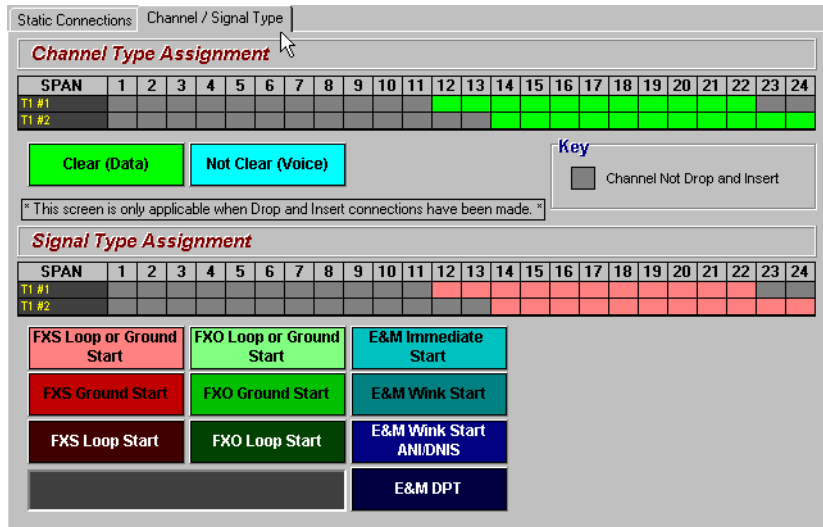 Static Connections Channel / Signal Type
Channel Type Assignment
SPAN 1 2 3 4 5 6 7 8 9 10 11 12 13 14 15 16 17 18 19 20 21 22 23 24
T1 #1
T1 #2
Clear (Data) Not Clear (Voice)
Key
Channel Not Drop and Insert
* This screen is only applicable when Drop and Insert connections have been made. *
Signal Type Assignment
SPAN 1 2 3 4 5 6 7 8 9 10 11 12 13 14 15 16 17 18 19 20 21 22 23 24
T1 #1
T1 #2
FXS Loop or Ground
Start
FXO Loop or Ground
Start
E&M Immediate
Start
FXS Ground Start FXO Ground Start E&M Wink Start
FXS Loop Start FXO Loop Start
E&M Wink Start
ANI/DNIS
E&M DPT